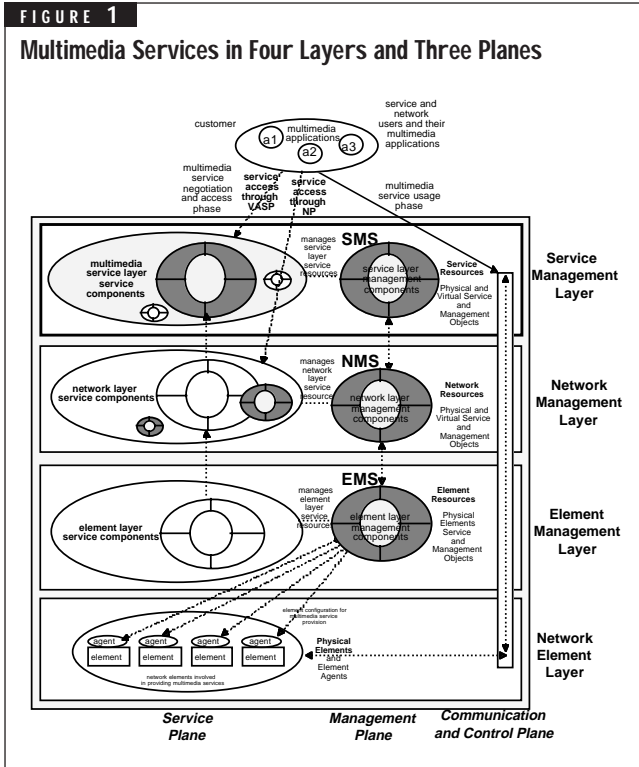 FIGURE 1
Multimedia Services in Four Layers and Three Planes
customer
a1
multimedia
applications
a2
a3
service and
network
users and their
multimedia
applications
multimedia
service
negotiation
and access
phase
service
access
through
VASP
service
access
through
NP
multimedia
service usage
phase
multimedia
service layer
service
components
manages
service
layer
service
resources
SMS
service layer
management
components
Service
Resources
Physical and
Virtual Service
and
Management
Objects
Service
Management
Layer
network layer
service components
manages
network
layer
service
resources
NMS
network layer
management
components
Network
Resources
Physical and
Virtual Service
and
Management
Objects
Network
Management
Layer
element layer
service components
manages
element
layer
service
resources
EMS
element layer
management
components
Element
Resources
Physical
Elements
Service
and
Management
Objects
Element
Management
Layer
element configuration for
multimedia service
provision
agent
agent
agent
agent
element
element
element
element
network elements involved
in providing multimedia services
Physical
Elements
and
Element
Agents
Network
Element
Layer
Service
Plane
Management
Plane
Communication
and Control Plane